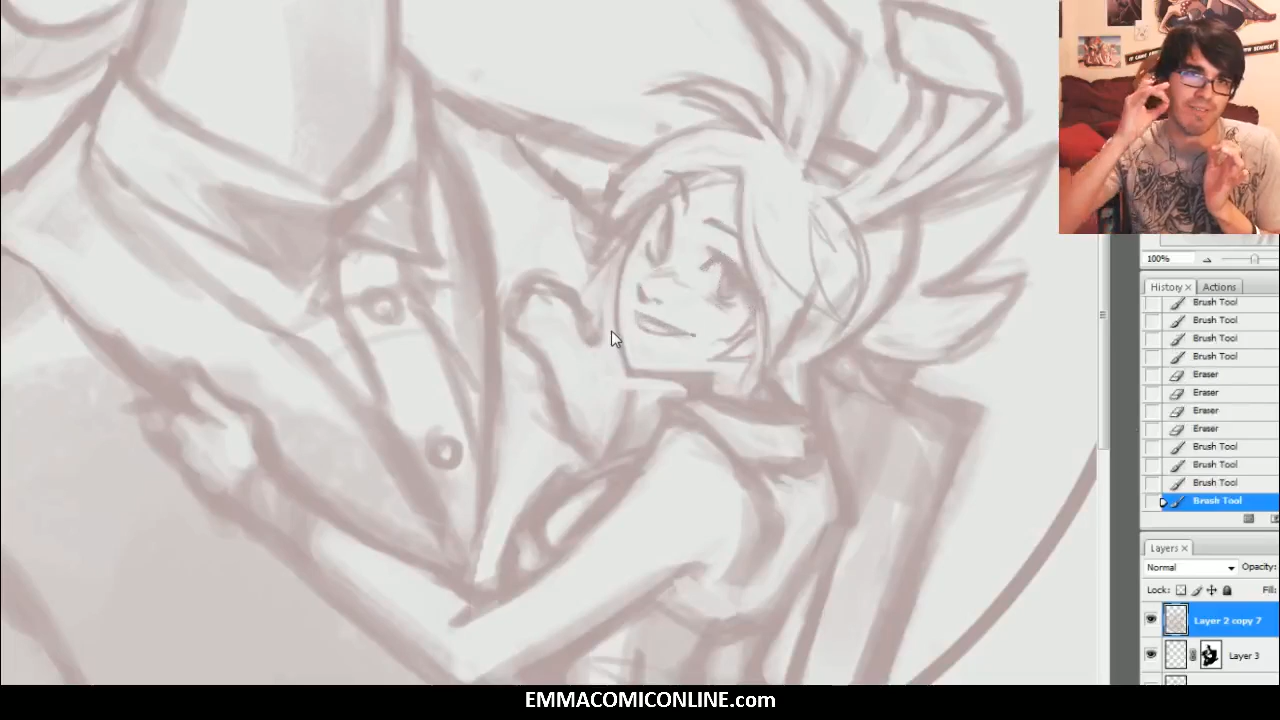 100%
History × Actions
Brush Tool
Brush Tool
Brush Tool
Brush Tool
Eraser
Eraser
Eraser
Eraser
Brush Tool
Brush Tool
Brush Tool
Brush Tool
Layers ×
Normal Opacity:
Lock: Fill:
Layer 2 copy 7
Layer 3
EMMACOMICONLINE.com